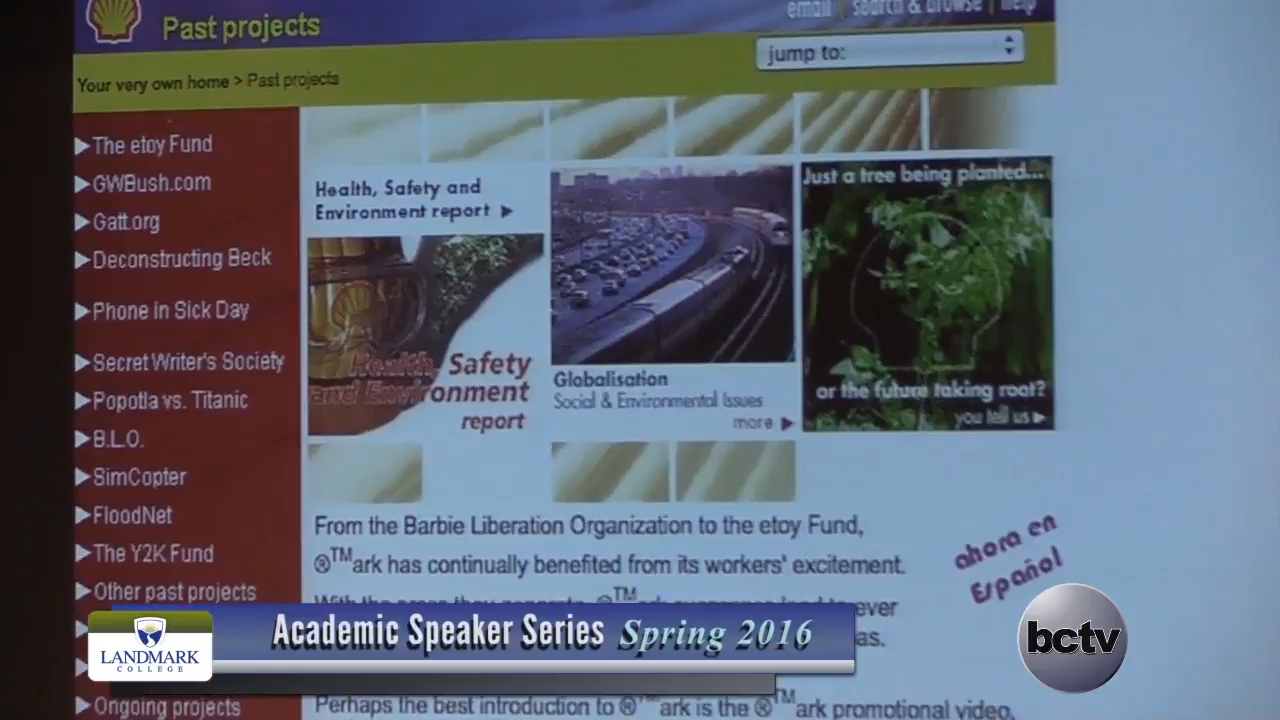 Past projects
email | search & browse | help
jump to:
Your very own home > Past projects
The etoy Fund
GWBush.com
Gatt.org
Deconstructing Beck
Phone in Sick Day
Secret Writer's Society
Popotla vs. Titanic
B.L.O.
SimCopter
FloodNet
The Y2K Fund
Other past projects
Ongoing projects
Health, Safety and
Environment report
Health, Safety
and Environment
report
Globalisation
Social & Environmental Issues
more
Just a tree being planted...
or the future taking root?
you tell us
From the Barbie Liberation Organization to the etoy Fund,
®™ark has continually benefited from its workers' excitement.
ever
as.
Perhaps the best introduction to ®™ark is the ®™ark promotional video,
ahora en
Español
LANDMARK
COLLEGE
Academic Speaker Series Spring 2016
bctv